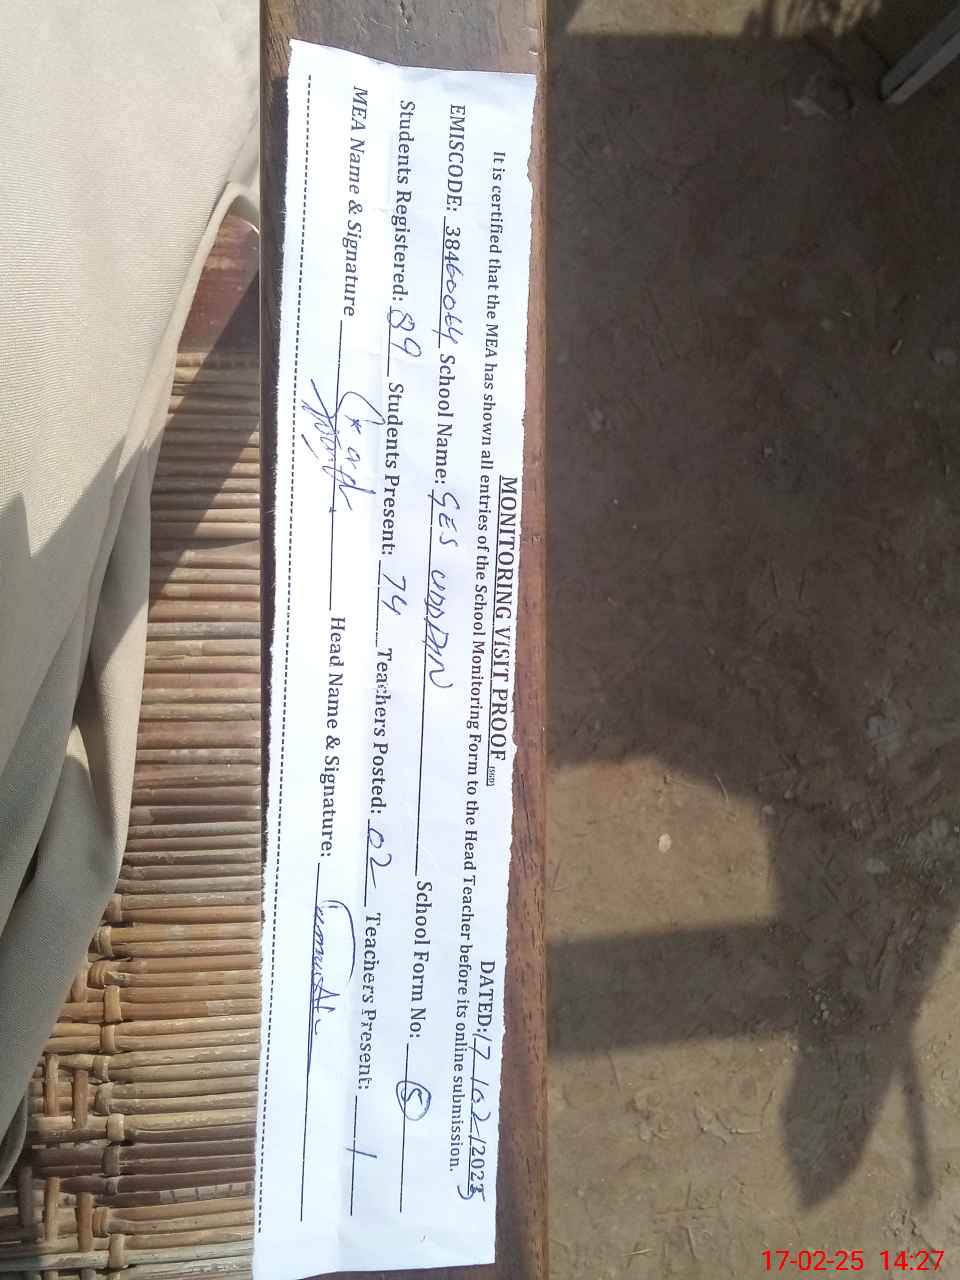 MONITORING VISIT PROOF (SED) DATED: 17/02/2025
It is certified that the MEA has shown all entries of the School Monitoring Form to the Head Teacher before its online submission.
EMISCODE: 38460064 School Name: GES UDDAN School Form No: 5
Students Registered: 89 Students Present: 74 Teachers Posted: 02 Teachers Present: 1
MEA Name & Signature Head Name & Signature:
17-02-25 14:27